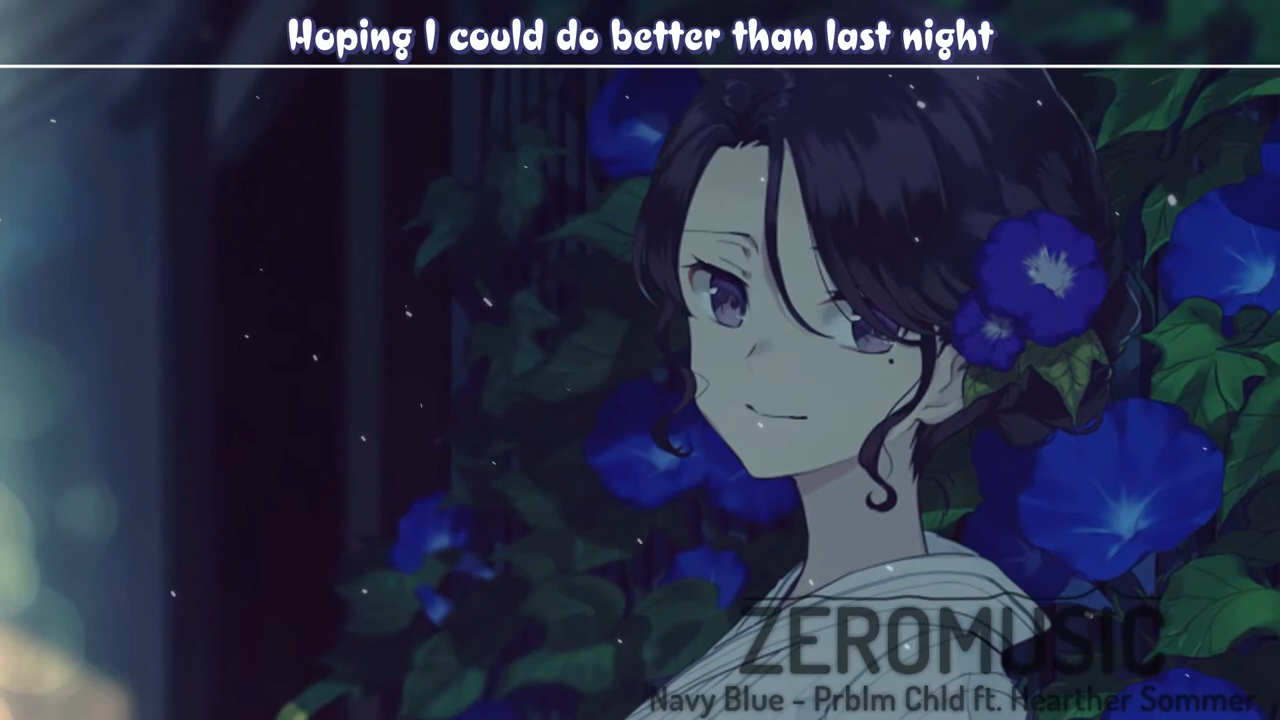 Hoping I could do better than last night
ZEROMUSIC
Navy Blue - Prblm Chld ft. Hearther Sommer